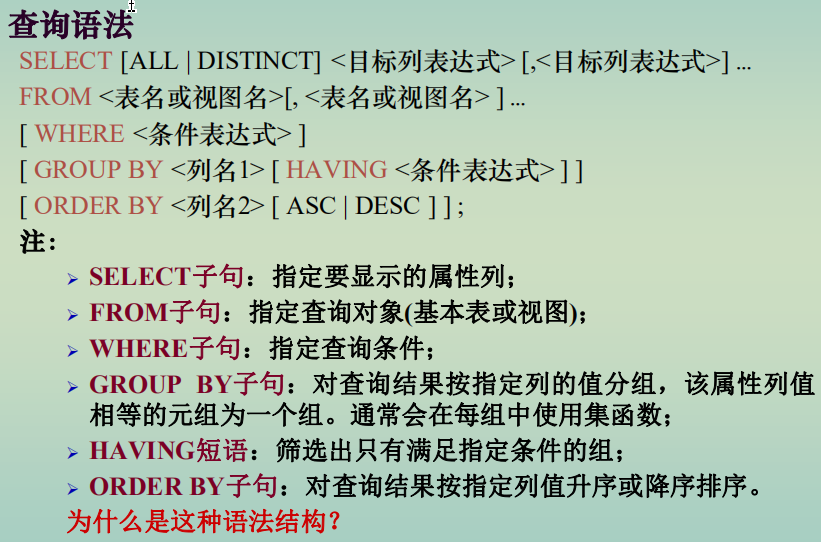 查询语法
SELECT [ALL | DISTINCT] <目标列表达式> [,<目标列表达式>] ...
FROM <表名或视图名>[, <表名或视图名> ] ...
[ WHERE <条件表达式> ]
[ GROUP BY <列名1> [ HAVING <条件表达式> ] ]
[ ORDER BY <列名2> [ ASC | DESC ] ] ;
注：
➢ SELECT子句：指定要显示的属性列；
➢ FROM子句：指定查询对象(基本表或视图)；
➢ WHERE子句：指定查询条件；
➢ GROUP BY子句：对查询结果按指定列的值分组，该属性列值
相等的元组为一个组。通常会在每组中使用集函数；
➢ HAVING短语：筛选出只有满足指定条件的组；
➢ ORDER BY子句：对查询结果按指定列值升序或降序排序。
为什么是这种语法结构？